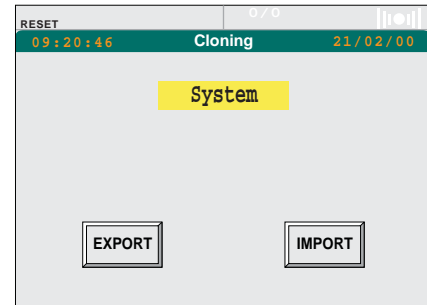 0/0
RESET
09:20:46 Cloning 21/02/00
System
EXPORT IMPORT